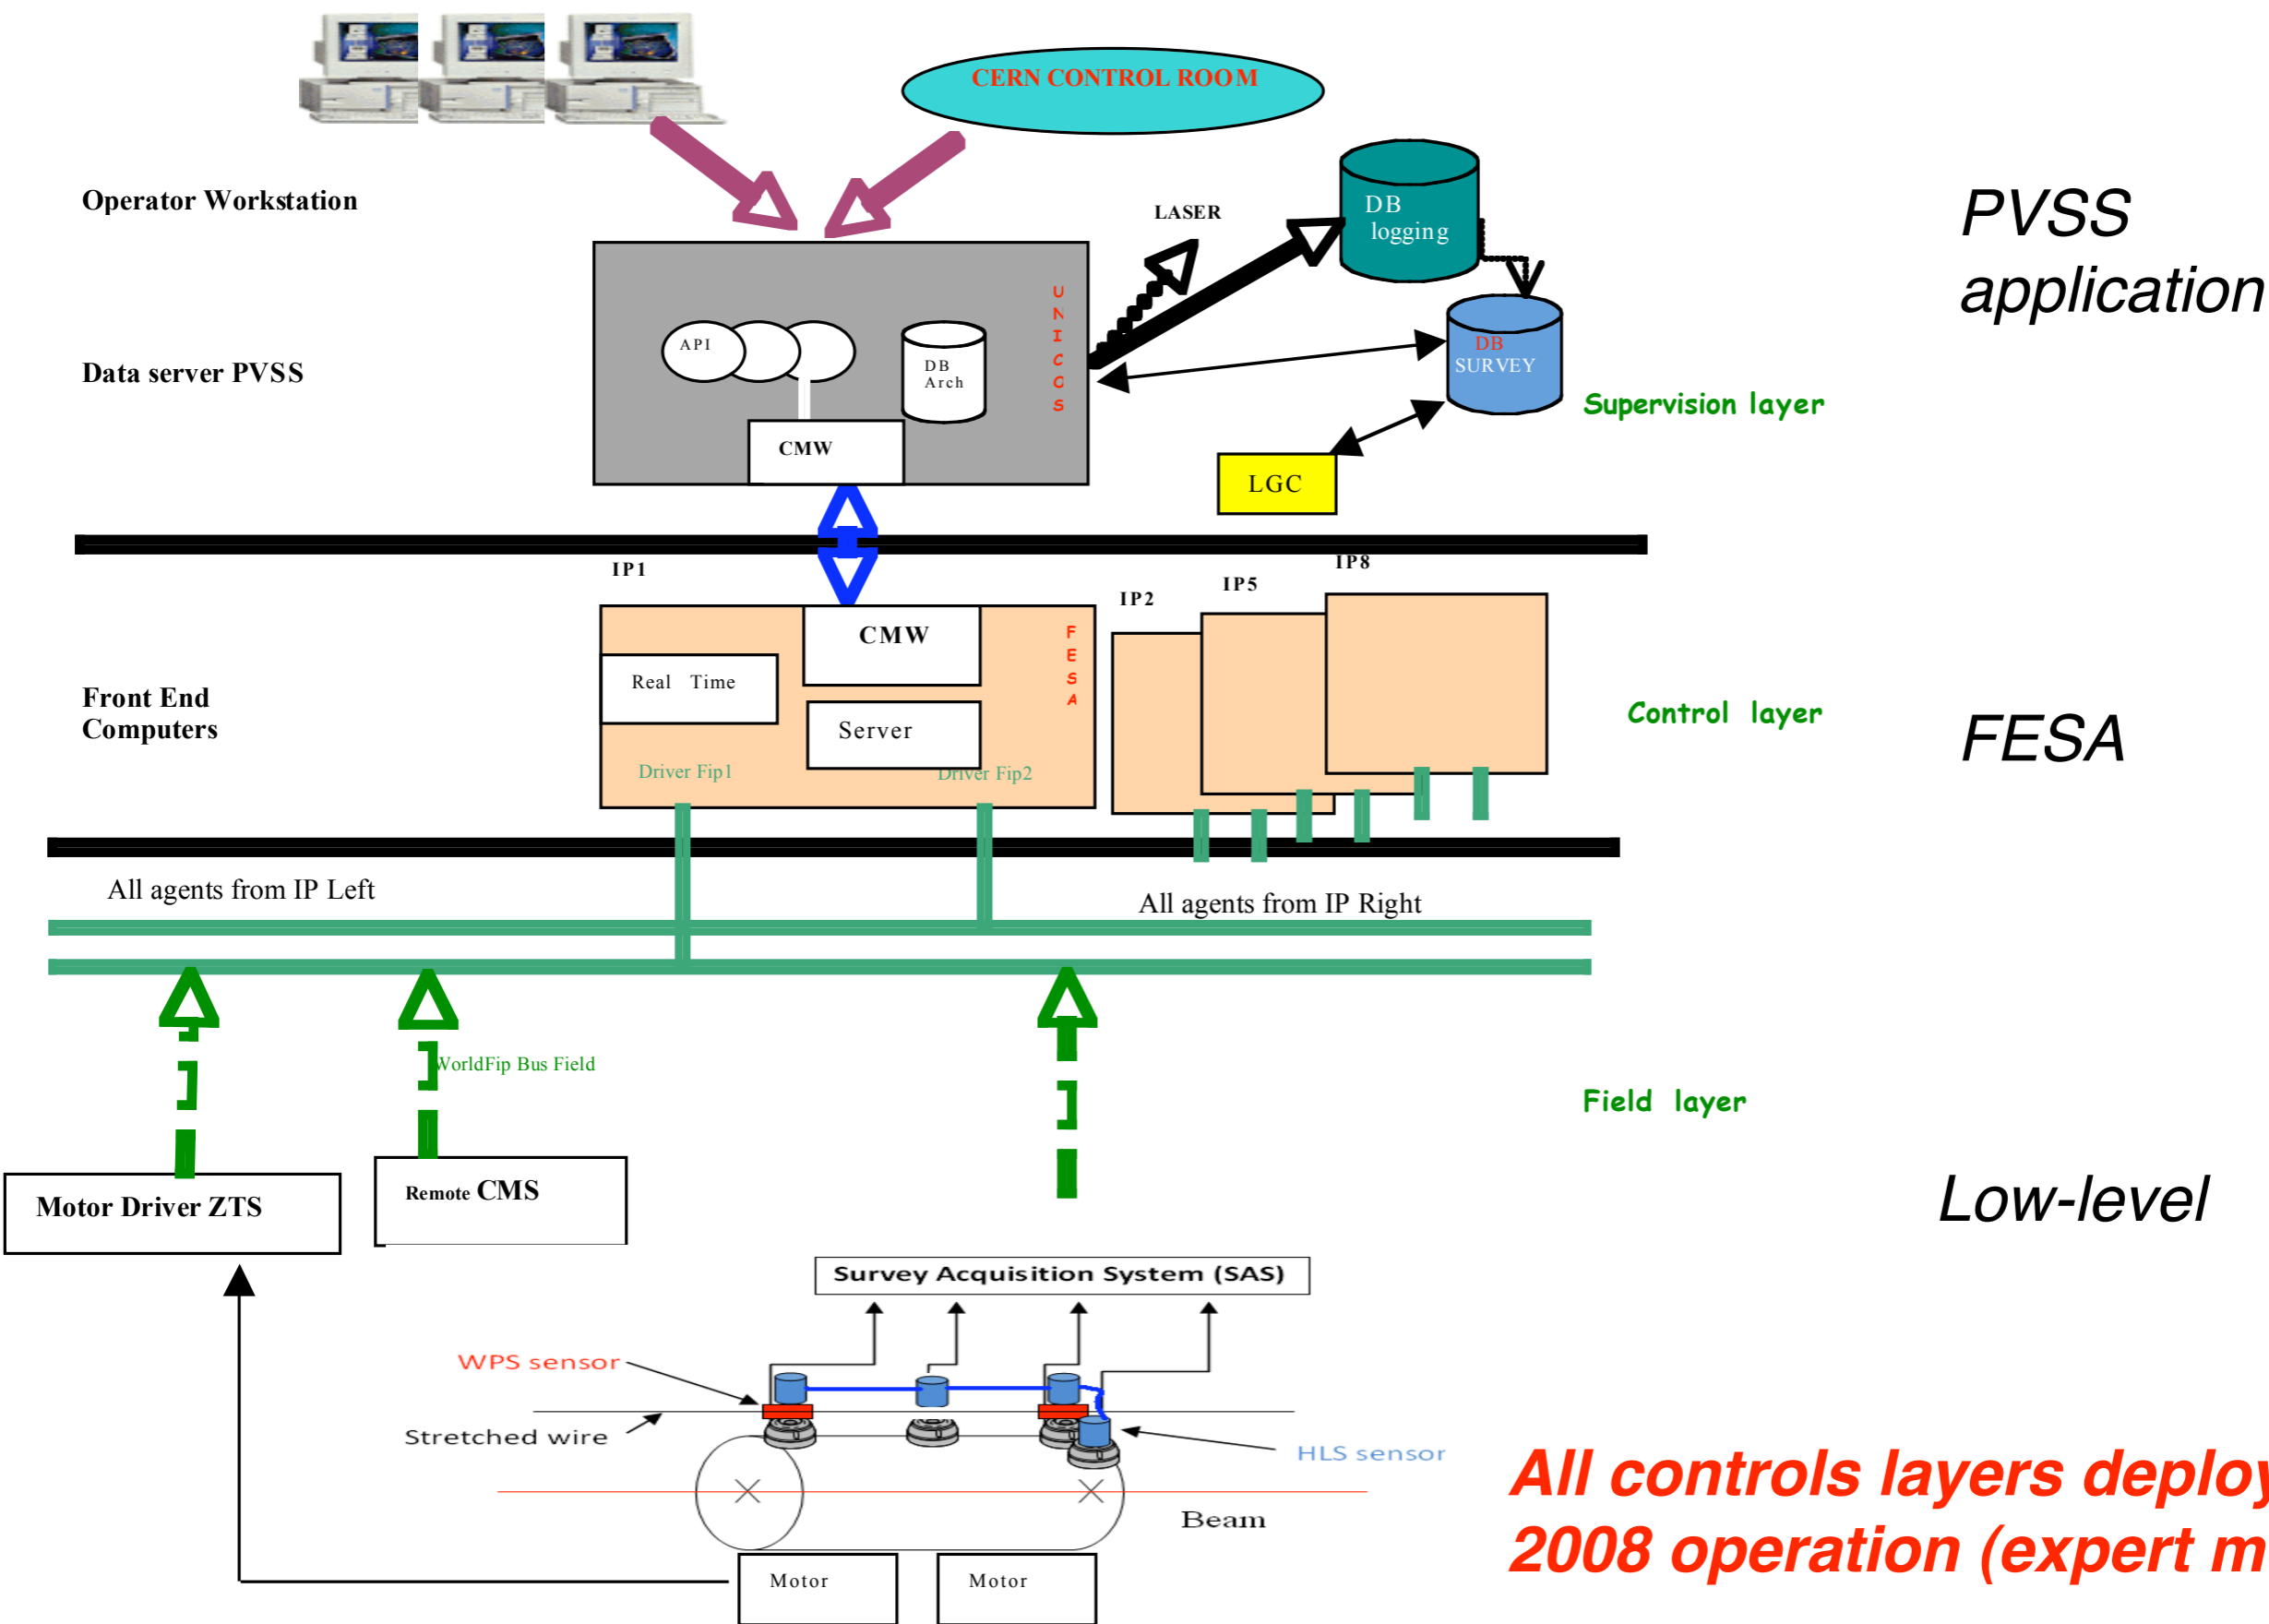 CERN CONTROL ROOM
Operator Workstation
LASER
DB
logging
PVSS
application
UNICOS
API
DB
Arch
DB
SURVEY
Data server PVSS
Supervision layer
CMW
LGC
IP1
IP2
IP5
IP8
CMW
FESA
Real Time
Server
Front End
Computers
Control layer
FESA
Driver Fip1
Driver Fip2
All agents from IP Left
All agents from IP Right
WorldFip Bus Field
Field layer
Motor Driver ZTS
Remote CMS
Low-level
Survey Acquisition System (SAS)
WPS sensor
Stretched wire
HLS sensor
Beam
All controls layers deploy
2008 operation (expert m
Motor
Motor